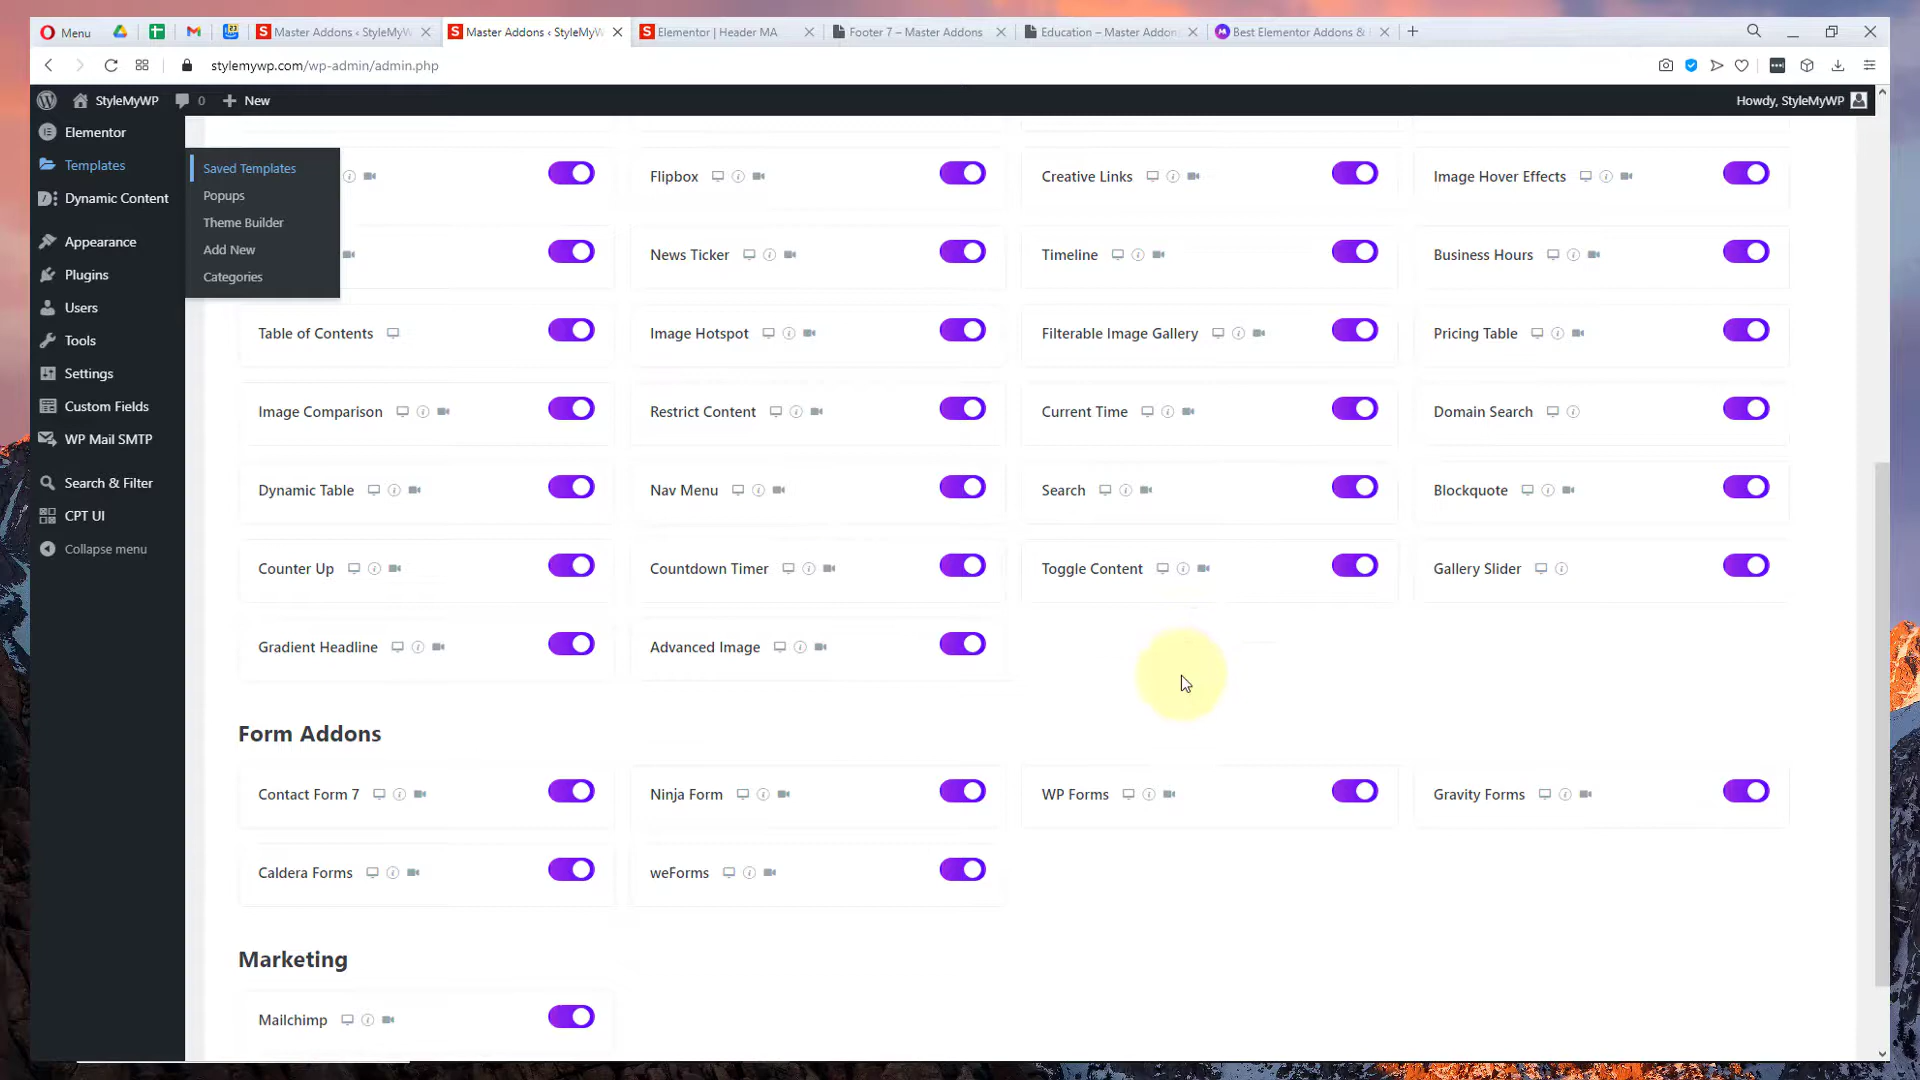 Menu
Master Addons ‹ StyleMyW
Master Addons ‹ StyleMyW
Elementor | Header MA
Footer 7 – Master Addons
Education – Master Addon
Best Elementor Addons &
stylemywp.com/wp-admin/admin.php
StyleMyWP
0
New
Howdy, StyleMyWP
Elementor
Templates
Dynamic Content
Appearance
Plugins
Users
Tools
Settings
Custom Fields
WP Mail SMTP
Search & Filter
CPT UI
Collapse menu
Saved Templates
Popups
Theme Builder
Add New
Categories
Flipbox
Creative Links
Image Hover Effects
News Ticker
Timeline
Business Hours
Table of Contents
Image Hotspot
Filterable Image Gallery
Pricing Table
Image Comparison
Restrict Content
Current Time
Domain Search
Dynamic Table
Nav Menu
Search
Blockquote
Counter Up
Countdown Timer
Toggle Content
Gallery Slider
Gradient Headline
Advanced Image
Form Addons
Contact Form 7
Ninja Form
WP Forms
Gravity Forms
Caldera Forms
weForms
Marketing
Mailchimp